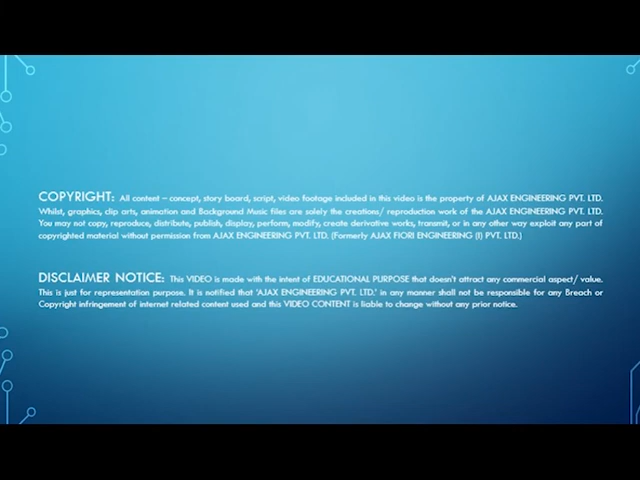 COPYRIGHT: All content – concept, story board, script, video footage included in this video is the property of AJAX ENGINEERING PVT. LTD.
Whilst, graphics, clip arts, animation and Background Music files are solely the creations/ reproduction work of the AJAX ENGINEERING PVT. LTD.
You may not copy, reproduce, distribute, publish, display, perform, modify, create derivative works, transmit, or in any other way exploit any part of
copyrighted material without permission from AJAX ENGINEERING PVT. LTD. (Formerly AJAX FIORI ENGINEERING (I) PVT. LTD.)
DISCLAIMER NOTICE: This VIDEO is made with the intent of EDUCATIONAL PURPOSE that doesn't attract any commercial aspect/ value.
This is just for representation purpose. It is notified that 'AJAX ENGINEERING PVT. LTD.' in any manner shall not be responsible for any Breach or
Copyright infringement of internet related content used and this VIDEO CONTENT is liable to change without any prior notice.